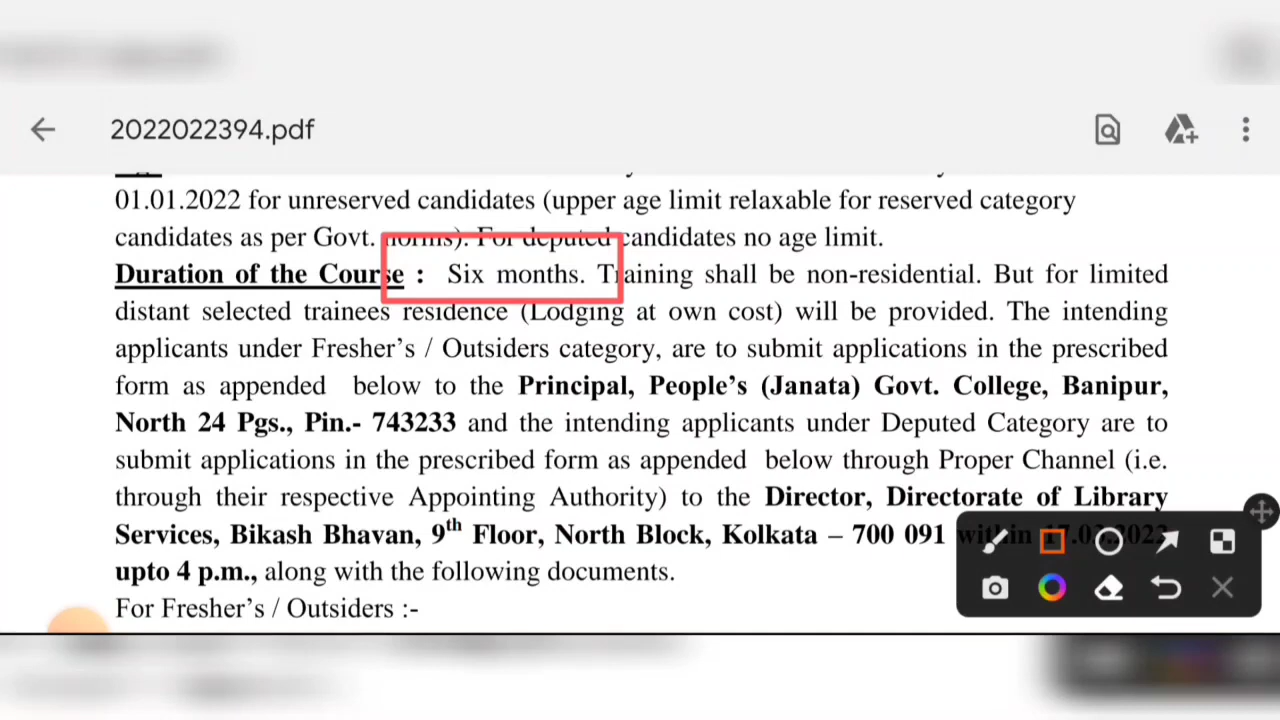 2022022394.pdf
01.01.2022 for unreserved candidates (upper age limit relaxable for reserved category
candidates as per Govt. norms). For deputed candidates no age limit.
Duration of the Course : Six months. Training shall be non-residential. But for limited
distant selected trainees residence (Lodging at own cost) will be provided. The intending
applicants under Fresher's / Outsiders category, are to submit applications in the prescribed
form as appended below to the Principal, People's (Janata) Govt. College, Banipur,
North 24 Pgs., Pin.- 743233 and the intending applicants under Deputed Category are to
submit applications in the prescribed form as appended below through Proper Channel (i.e.
through their respective Appointing Authority) to the Director, Directorate of Library
Services, Bikash Bhavan, 9th Floor, North Block, Kolkata – 700 091 within
upto 4 p.m., along with the following documents.
For Fresher's / Outsiders :-